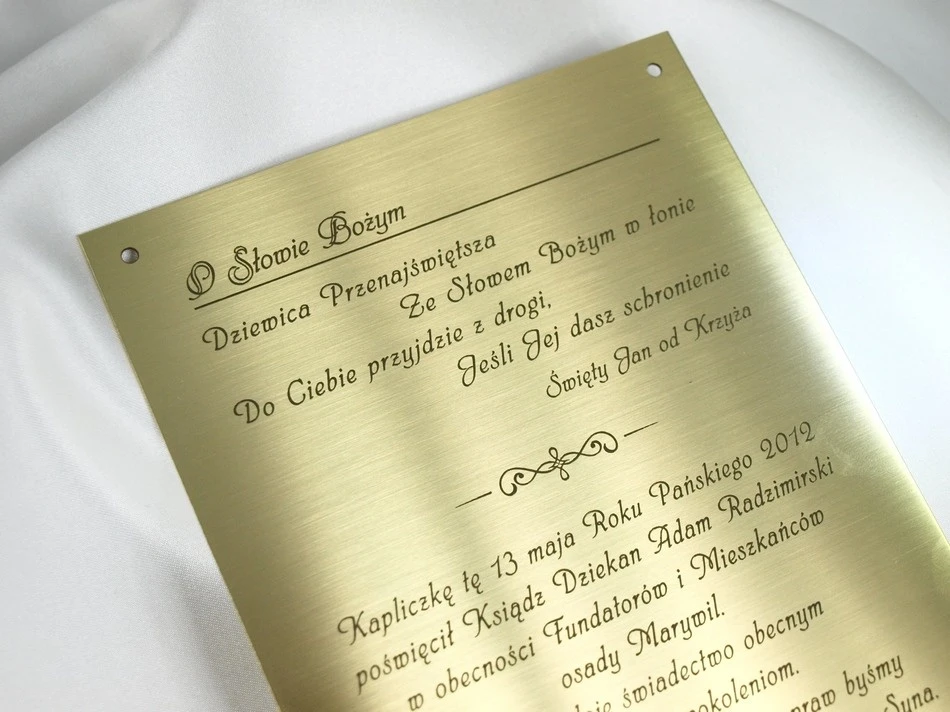 O Słowie Bożym
Dziewica Przenajświętsza
Ze Słowem Bożym w łonie
Do Ciebie przyjdzie z drogi,
Jeśli Jej dasz schronienie
Święty Jan od Krzyża
Kapliczkę tę 13 maja Roku Pańskiego 2012
poświęcił Ksiądz Dziekan Adam Radzimirski
w obecności Fundatorów i Mieszkańców
osady Marywil.
świadectwo obecnym
byśmy
Syna.